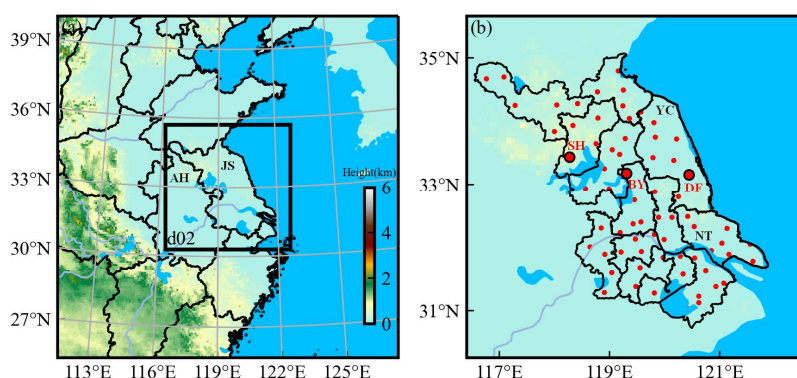 (a)
39°N
36°N
33°N
30°N
27°N
113°E 116°E 119°E 122°E 125°E
JS
AH
d02
Height(km)
6
4
2
0
(b)
35°N
33°N
31°N
117°E 119°E 121°E
YC
SH
BY
DF
NT